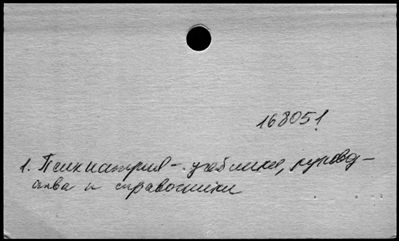 168051
1. Психиатрия - учебники, руковод-
ства и справочники